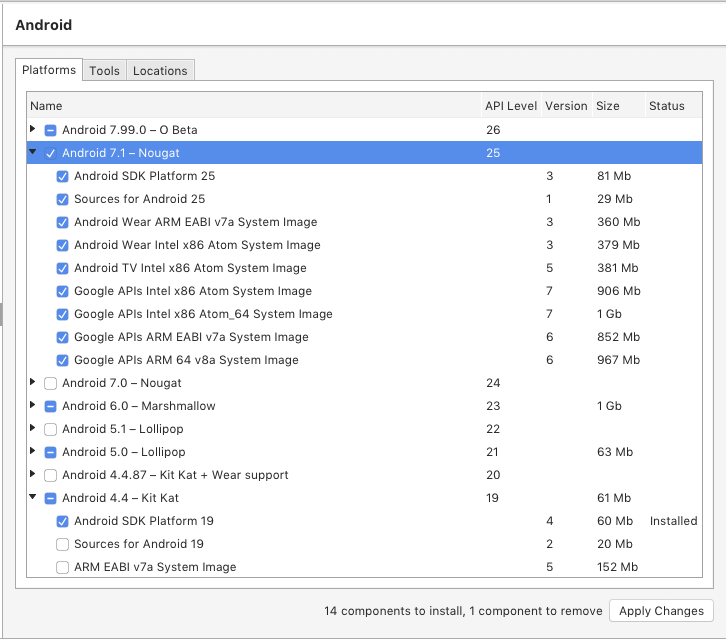 Android
Platforms Tools Locations
Name API Level Version Size Status
Android 7.99.0 – O Beta 26
Android 7.1 – Nougat 25
Android SDK Platform 25 3 81 Mb
Sources for Android 25 1 29 Mb
Android Wear ARM EABI v7a System Image 3 360 Mb
Android Wear Intel x86 Atom System Image 3 379 Mb
Android TV Intel x86 Atom System Image 5 381 Mb
Google APIs Intel x86 Atom System Image 7 906 Mb
Google APIs Intel x86 Atom_64 System Image 7 1 Gb
Google APIs ARM EABI v7a System Image 6 852 Mb
Google APIs ARM 64 v8a System Image 6 967 Mb
Android 7.0 – Nougat 24
Android 6.0 – Marshmallow 23 1 Gb
Android 5.1 – Lollipop 22
Android 5.0 – Lollipop 21 63 Mb
Android 4.4.87 – Kit Kat + Wear support 20
Android 4.4 – Kit Kat 19 61 Mb
Android SDK Platform 19 4 60 Mb Installed
Sources for Android 19 2 20 Mb
ARM EABI v7a System Image 5 152 Mb
14 components to install, 1 component to remove Apply Changes